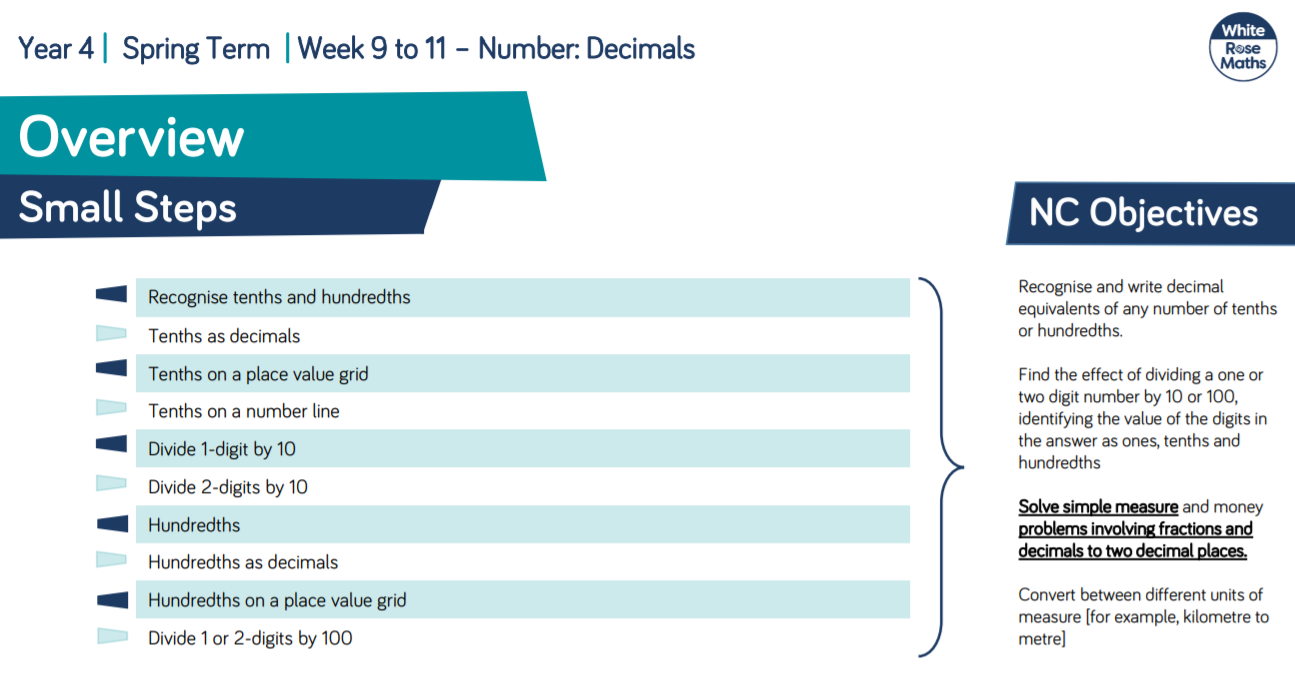 Year 4 | Spring Term | Week 9 to 11 – Number: Decimals
White
Rose
Maths
Overview
Small Steps
NC Objectives
Recognise tenths and hundredths
Tenths as decimals
Tenths on a place value grid
Tenths on a number line
Divide 1-digit by 10
Divide 2-digits by 10
Hundredths
Hundredths as decimals
Hundredths on a place value grid
Divide 1 or 2-digits by 100
Recognise and write decimal
equivalents of any number of tenths
or hundredths.
Find the effect of dividing a one or
two digit number by 10 or 100,
identifying the value of the digits in
the answer as ones, tenths and
hundredths
Solve simple measure and money
problems involving fractions and
decimals to two decimal places.
Convert between different units of
measure [for example, kilometre to
metre]